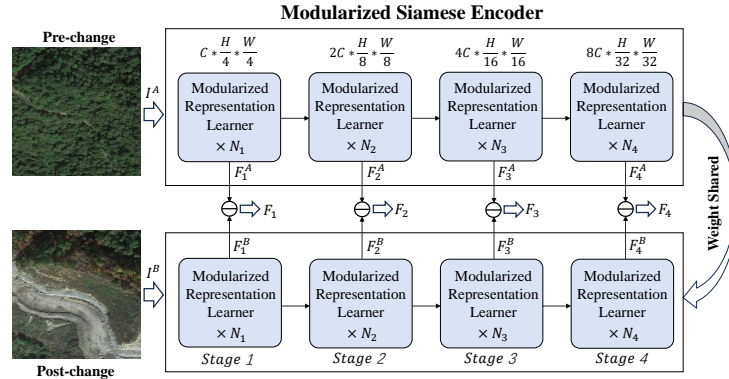 Modularized Siamese Encoder
Pre-change
C * H/4 * W/4
2C * H/8 * W/8
4C * H/16 * W/16
8C * H/32 * W/32
I^A
Modularized
Representation
Learner
× N_1
Modularized
Representation
Learner
× N_2
Modularized
Representation
Learner
× N_3
Modularized
Representation
Learner
× N_4
F_1^A
F_2^A
F_3^A
F_4^A
F_1
F_2
F_3
F_4
Weight Shared
F_1^B
F_2^B
F_3^B
F_4^B
I^B
Modularized
Representation
Learner
× N_1
Modularized
Representation
Learner
× N_2
Modularized
Representation
Learner
× N_3
Modularized
Representation
Learner
× N_4
Stage 1
Stage 2
Stage 3
Stage 4
Post-change